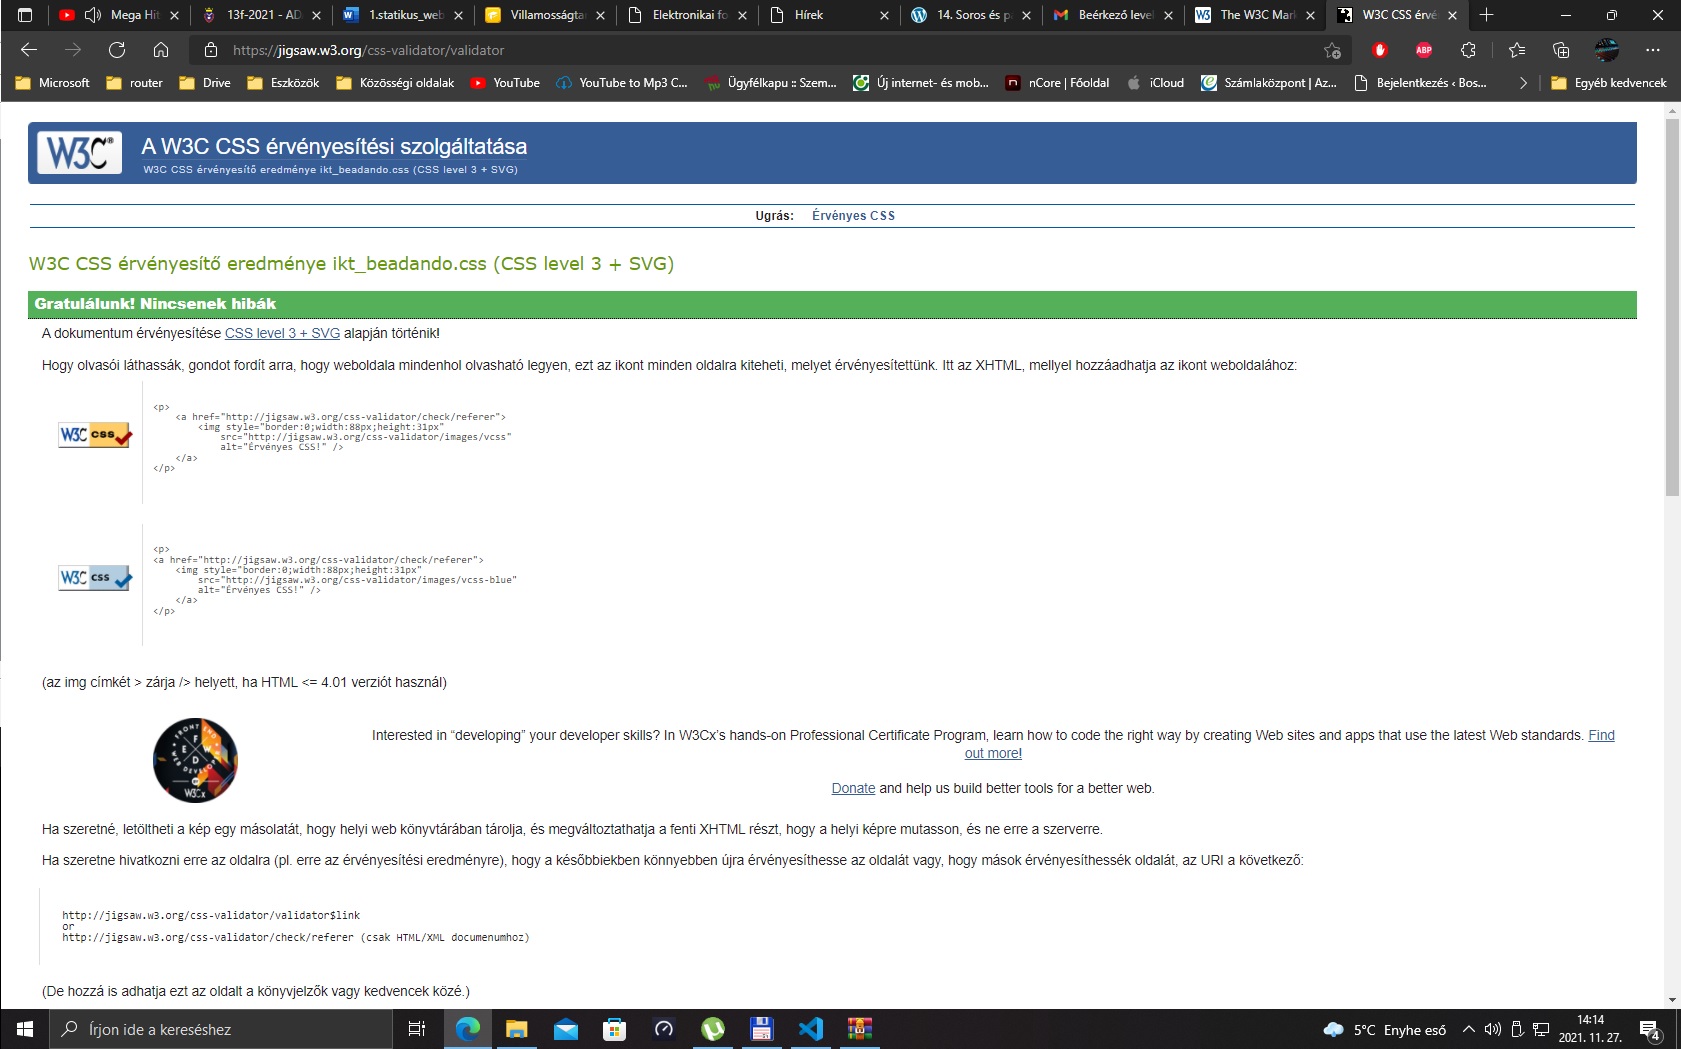 Mega Hit
13f-2021 - AD
1.statikus_web
Villamosságta
Elektronikai fo
Hírek
14. Soros és p
Beérkező level
The W3C Mark
W3C CSS érvé
https://jigsaw.w3.org/css-validator/validator
ABP
Microsoft
router
Drive
Eszközök
Közösségi oldalak
YouTube
YouTube to Mp3 C...
Ügyfélkapu :: Szem...
Új internet- és mob...
nCore | Főoldal
iCloud
Számlaközpont | Az...
Bejelentkezés ‹ Bos...
Egyéb kedvencek
W3C®
A W3C CSS érvényesítési szolgáltatása
W3C CSS érvényesítő eredménye ikt_beadando.css (CSS level 3 + SVG)
Ugrás: Érvényes CSS
W3C CSS érvényesítő eredménye ikt_beadando.css (CSS level 3 + SVG)
Gratulálunk! Nincsenek hibák
A dokumentum érvényesítése CSS level 3 + SVG alapján történik!
Hogy olvasói láthassák, gondot fordít arra, hogy weboldala mindenhol olvasható legyen, ezt az ikont minden oldalra kiteheti, melyet érvényesítettünk. Itt az XHTML, mellyel hozzáadhatja az ikont weboldalához:
W3C css
<p>
<a href="http://jigsaw.w3.org/css-validator/check/referer">
<img style="border:0;width:88px;height:31px"
src="http://jigsaw.w3.org/css-validator/images/vcss"
alt="Érvényes CSS!" />
</a>
</p>
W3C css
<p>
<a href="http://jigsaw.w3.org/css-validator/check/referer">
<img style="border:0;width:88px;height:31px"
src="http://jigsaw.w3.org/css-validator/images/vcss-blue"
alt="Érvényes CSS!" />
</a>
</p>
(az img címkét > zárja /> helyett, ha HTML <= 4.01 verziót használ)
FRONT END
WEB DEVELOP
F E W D
W3Cx
Interested in “developing” your developer skills? In W3Cx’s hands-on Professional Certificate Program, learn how to code the right way by creating Web sites and apps that use the latest Web standards. Find
out more!
Donate and help us build better tools for a better web.
Ha szeretné, letöltheti a kép egy másolatát, hogy helyi web könyvtárában tárolja, és megváltoztathatja a fenti XHTML részt, hogy a helyi képre mutasson, és ne erre a szerverre.
Ha szeretne hivatkozni erre az oldalra (pl. erre az érvényesítési eredményre), hogy a későbbiekben könnyebben újra érvényesíthesse az oldalát vagy, hogy mások érvényesíthessék oldalát, az URI a következő:
http://jigsaw.w3.org/css-validator/validator$link
or
http://jigsaw.w3.org/css-validator/check/referer (csak HTML/XML documenumhoz)
(De hozzá is adhatja ezt az oldalt a könyvjelzők vagy kedvencek közé.)
Írjon ide a kereséshez
5°C Enyhe eső
14:14
2021. 11. 27.
4